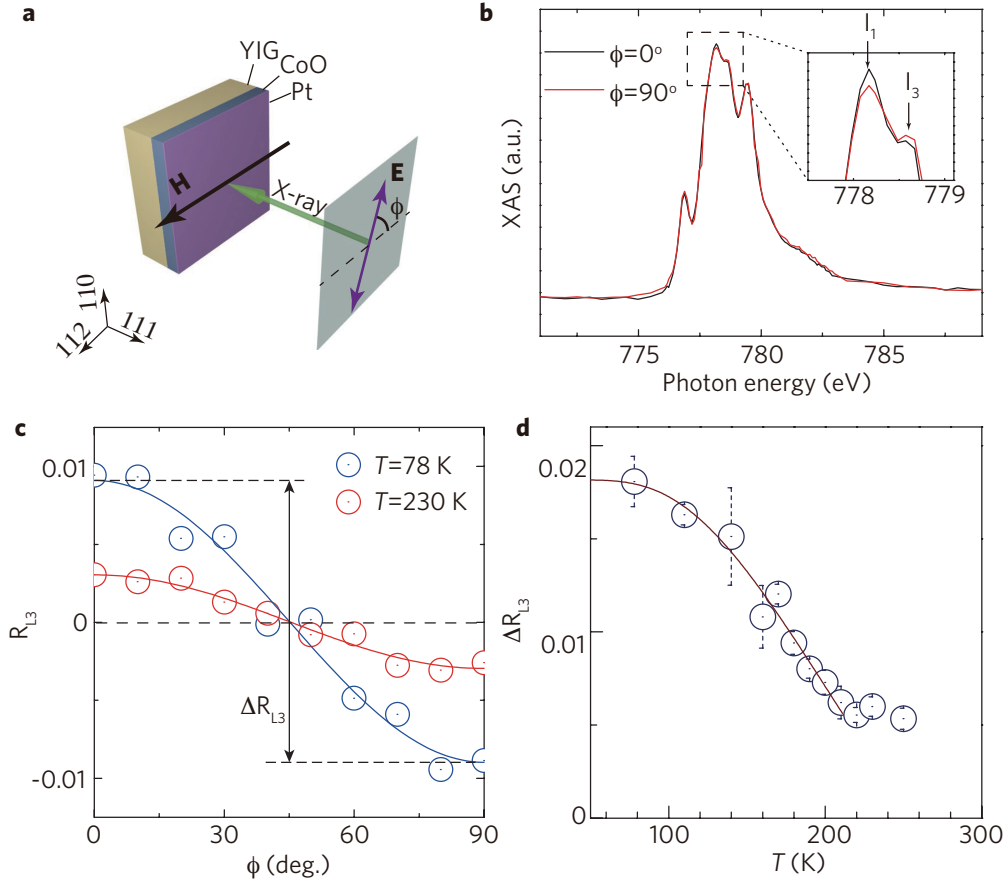 a
YIG
CoO
Pt
H
X-ray
E
ϕ
110
112
111
b
ϕ=0°
ϕ=90°
I1
I3
778
779
XAS (a.u.)
775
780
785
Photon energy (eV)
c
T=78 K
T=230 K
0.01
0
-0.01
RL3
ΔRL3
0
30
60
90
ϕ (deg.)
d
0.02
0.01
0
ΔRL3
100
200
300
T (K)